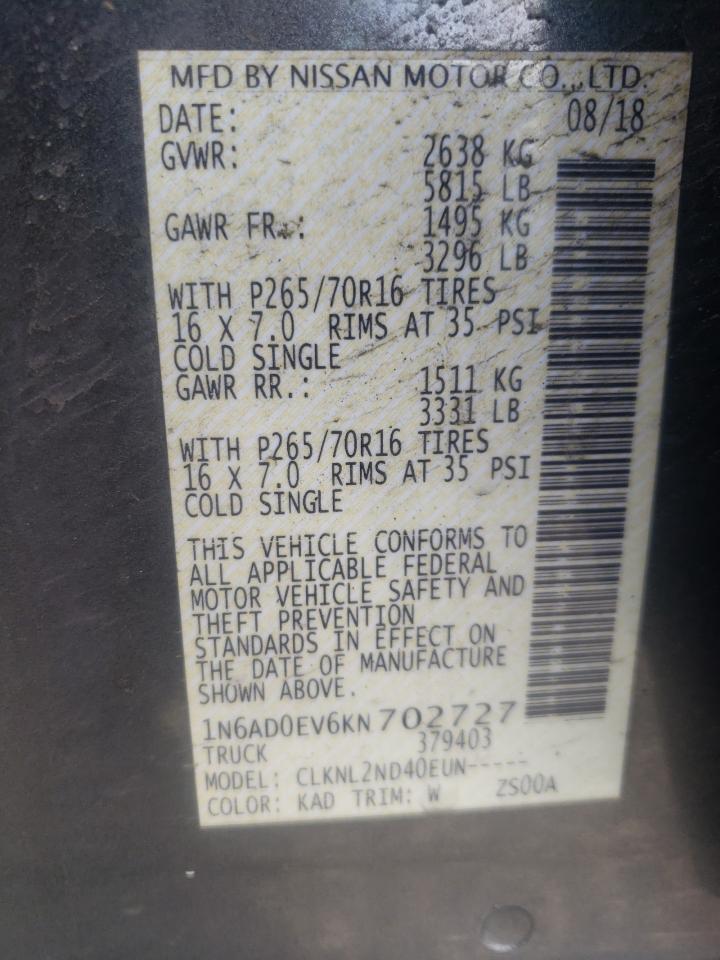 MFD BY NISSAN MOTOR CO., LTD.
DATE: 08/18
GVWR: 2638 KG
5815 LB
GAWR FR.: 1495 KG
3296 LB
WITH P265/70R16 TIRES
16 X 7.0 RIMS AT 35 PSI
COLD SINGLE
GAWR RR.: 1511 KG
3331 LB
WITH P265/70R16 TIRES
16 X 7.0 RIMS AT 35 PSI
COLD SINGLE
THIS VEHICLE CONFORMS TO
ALL APPLICABLE FEDERAL
MOTOR VEHICLE SAFETY AND
THEFT PREVENTION
STANDARDS IN EFFECT ON
THE DATE OF MANUFACTURE
SHOWN ABOVE.
1N6AD0EV6KN702727
TRUCK 379403
MODEL: CLKNL2ND40EUN-----
COLOR: KAD TRIM: W ZS00A